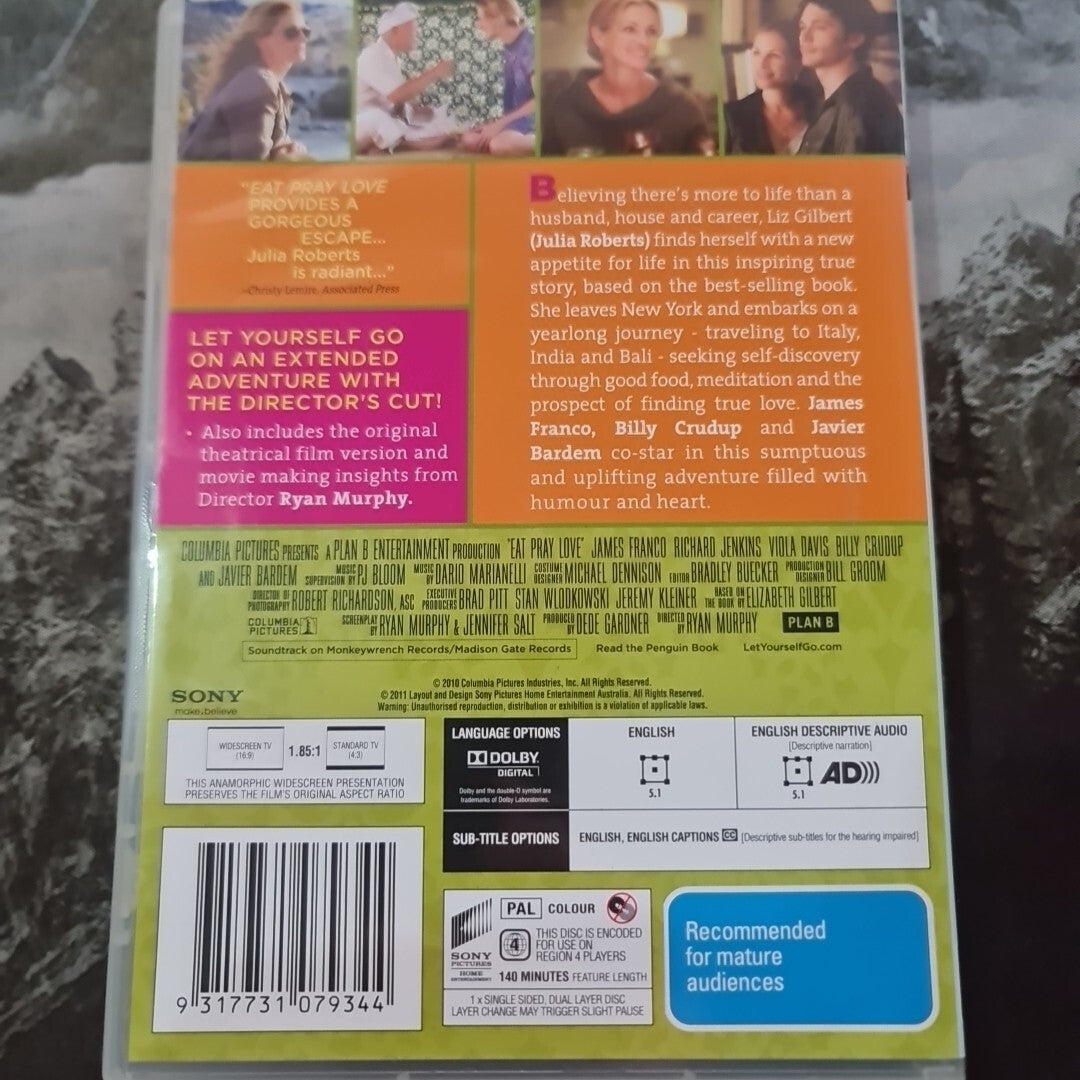 "EAT PRAY LOVE
PROVIDES A
GORGEOUS
ESCAPE...
Julia Roberts
is radiant..."
–Christy Lemire, Associated Press
LET YOURSELF GO
ON AN EXTENDED
ADVENTURE WITH
THE DIRECTOR'S CUT!
• Also includes the original
theatrical film version and
movie making insights from
Director Ryan Murphy.
Believing there's more to life than a
husband, house and career, Liz Gilbert
(Julia Roberts) finds herself with a new
appetite for life in this inspiring true
story, based on the best-selling book.
She leaves New York and embarks on a
yearlong journey - traveling to Italy,
India and Bali - seeking self-discovery
through good food, meditation and the
prospect of finding true love. James
Franco, Billy Crudup and Javier
Bardem co-star in this sumptuous
and uplifting adventure filled with
humour and heart.
COLUMBIA PICTURES PRESENTS A PLAN B ENTERTAINMENT PRODUCTION "EAT PRAY LOVE" JAMES FRANCO RICHARD JENKINS VIOLA DAVIS BILLY CRUDUP
AND JAVIER BARDEM MUSIC SUPERVISION BY PJ BLOOM MUSIC BY DARIO MARIANELLI COSTUME DESIGNER MICHAEL DENNISON EDITOR BRADLEY BUECKER PRODUCTION DESIGNER BILL GROOM
DIRECTOR OF PHOTOGRAPHY ROBERT RICHARDSON, ASC EXECUTIVE PRODUCERS BRAD PITT STAN WLODKOWSKI JEREMY KLEINER BASED ON THE BOOK BY ELIZABETH GILBERT
COLUMBIA PICTURES SCREENPLAY BY RYAN MURPHY & JENNIFER SALT PRODUCED BY DEDE GARDNER DIRECTED BY RYAN MURPHY PLAN B
Soundtrack on Monkeywrench Records/Madison Gate Records Read the Penguin Book LetYourselfGo.com
© 2010 Columbia Pictures Industries, Inc. All Rights Reserved.
© 2011 Layout and Design Sony Pictures Home Entertainment Australia. All Rights Reserved.
Warning: Unauthorised reproduction, distribution or exhibition is a violation of applicable laws.
SONY
make.believe
WIDESCREEN TV
(16:9)
1.85:1
STANDARD TV
(4:3)
THIS ANAMORPHIC WIDESCREEN PRESENTATION
PRESERVES THE FILM'S ORIGINAL ASPECT RATIO
LANGUAGE OPTIONS
DOLBY
DIGITAL
Dolby and the double-D symbol are
trademarks of Dolby Laboratories.
ENGLISH
5.1
ENGLISH DESCRIPTIVE AUDIO
[Descriptive narration]
5.1
AD)))
SUB-TITLE OPTIONS
ENGLISH, ENGLISH CAPTIONS CC [Descriptive sub-titles for the hearing impaired]
9 317731 079344
SONY
PICTURES
HOME
ENTERTAINMENT
PAL COLOUR
4
THIS DISC IS ENCODED
FOR USE ON
REGION 4 PLAYERS
140 MINUTES FEATURE LENGTH
1 x SINGLE SIDED, DUAL LAYER DISC
LAYER CHANGE MAY TRIGGER SLIGHT PAUSE
Recommended
for mature
audiences